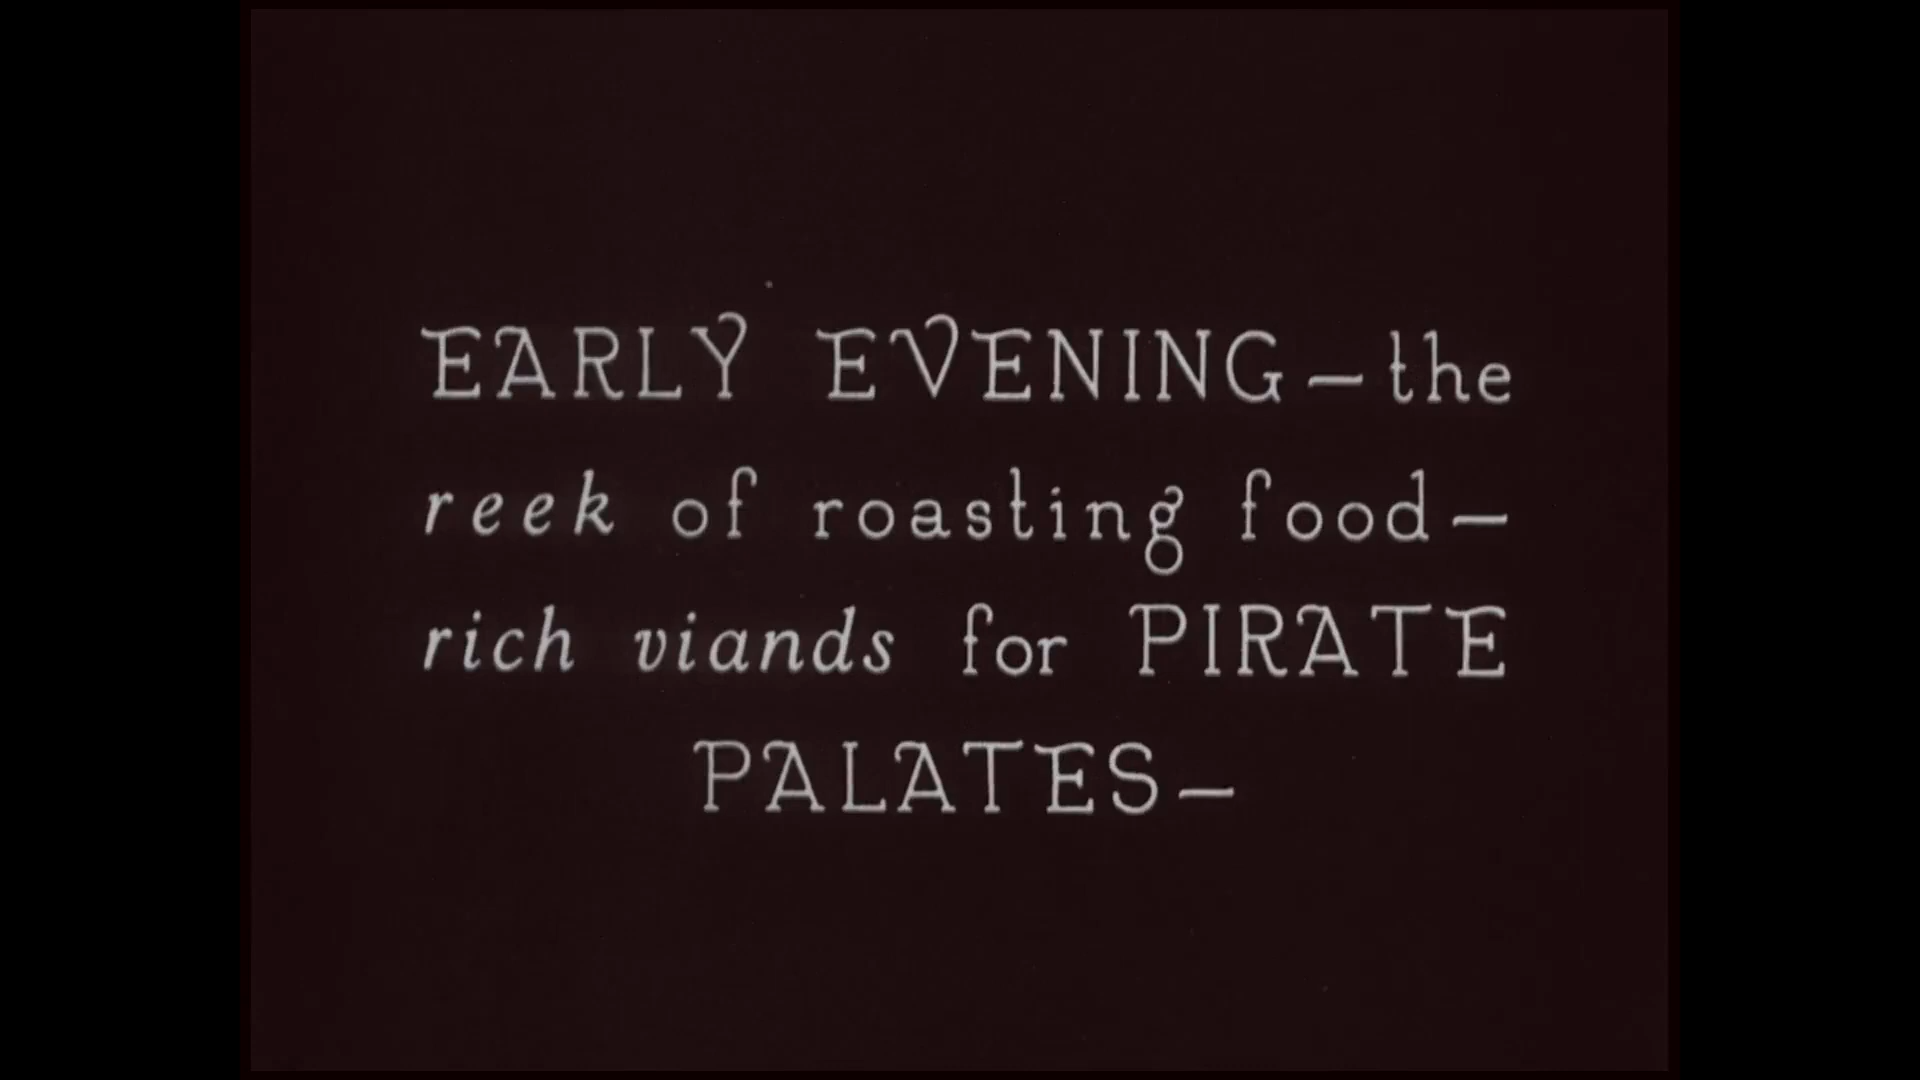 EARLY EVENING—the
reek of roasting food—
rich viands for PIRATE
PALATES—